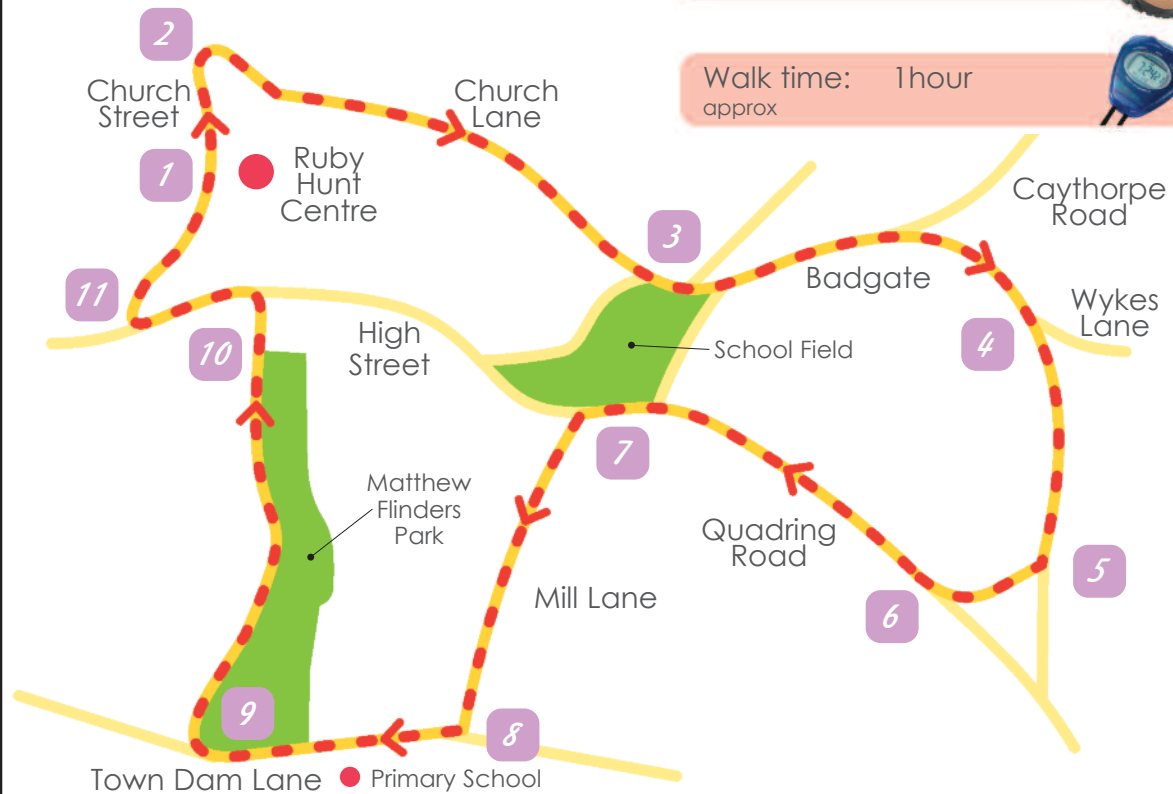 2
Church
Street
Church
Lane
Walk time: 1hour
approx
1
Ruby
Hunt
Centre
3
Caythorpe
Road
Badgate
11
Wykes
Lane
4
10
High
Street
School Field
7
Matthew
Flinders
Park
Quadring
Road
5
Mill Lane
6
9
8
Town Dam Lane
Primary School